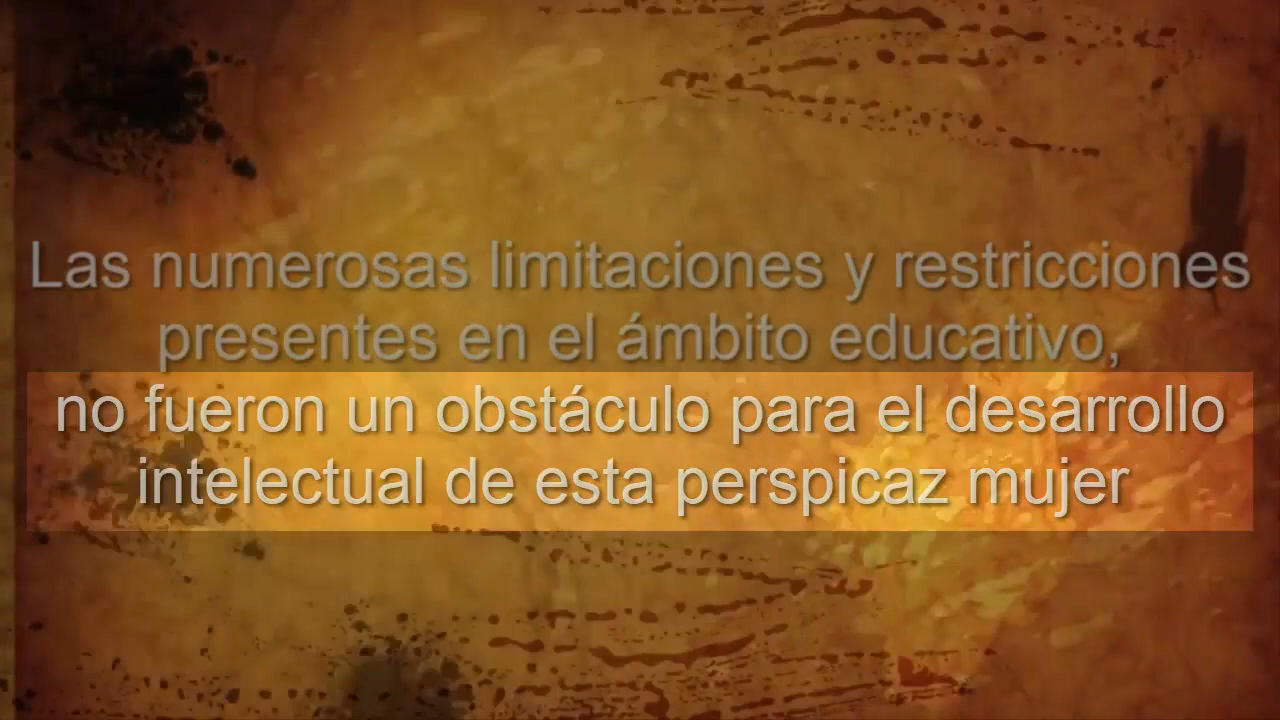 Las numerosas limitaciones y restricciones
presentes en el ámbito educativo,
no fueron un obstáculo para el desarrollo
intelectual de esta perspicaz mujer